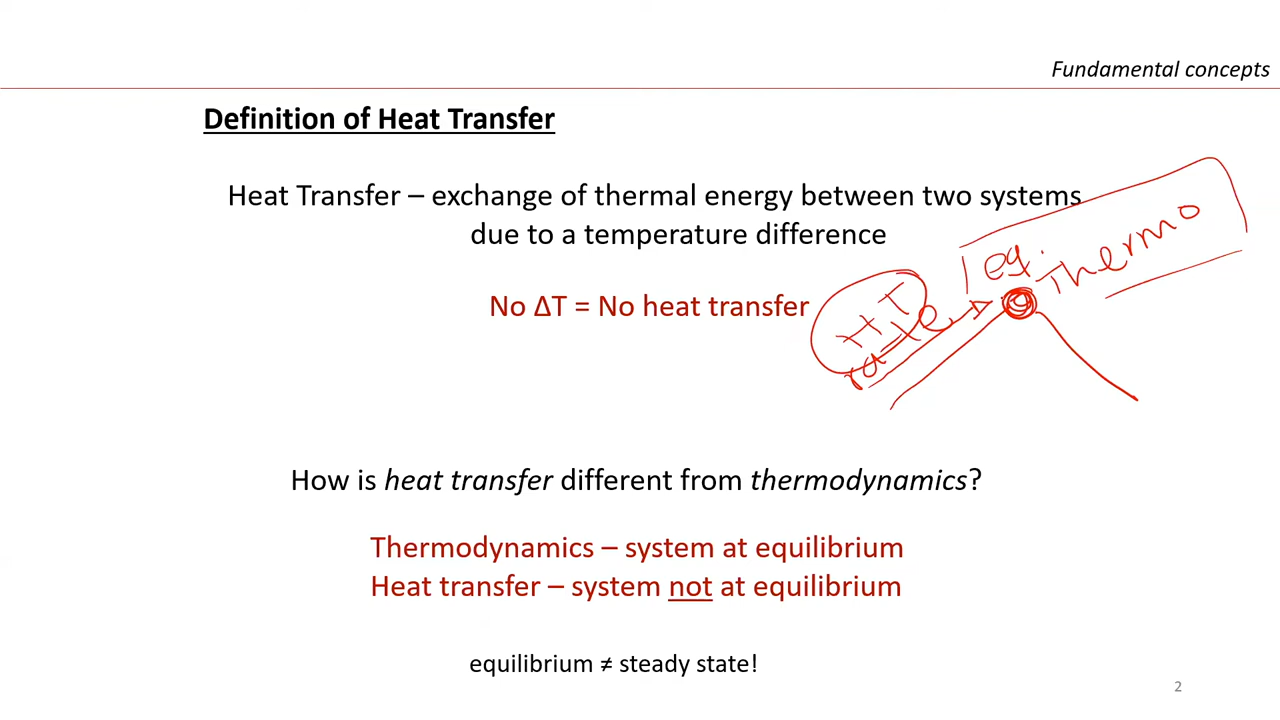 Fundamental concepts
Definition of Heat Transfer
Heat Transfer – exchange of thermal energy between two systems
due to a temperature difference
No ΔT = No heat transfer
HT
rate
eq.
Thermo
How is heat transfer different from thermodynamics?
Thermodynamics – system at equilibrium
Heat transfer – system not at equilibrium
equilibrium ≠ steady state!
2